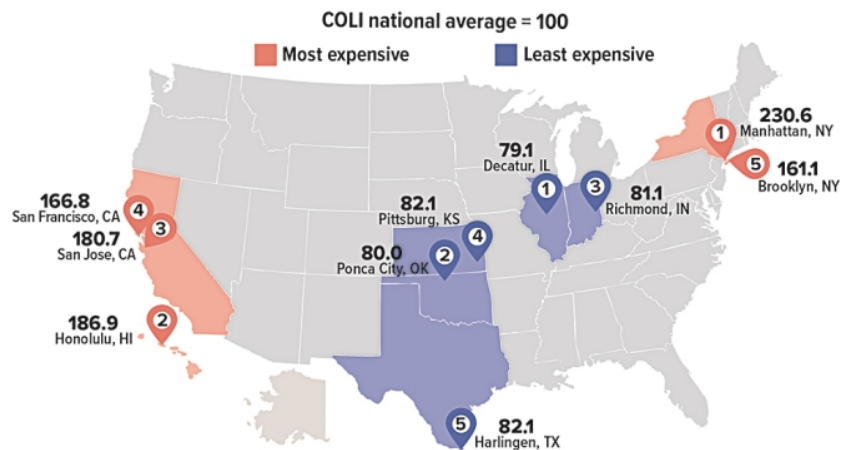 COLI national average = 100
Most expensive
Least expensive
230.6
1
Manhattan, NY
5
161.1
Brooklyn, NY
79.1
Decatur, IL
1
3
81.1
Richmond, IN
166.8
4
San Francisco, CA
3
180.7
San Jose, CA
82.1
Pittsburg, KS
4
80.0
2
Ponca City, OK
186.9
2
Honolulu, HI
5
82.1
Harlingen, TX